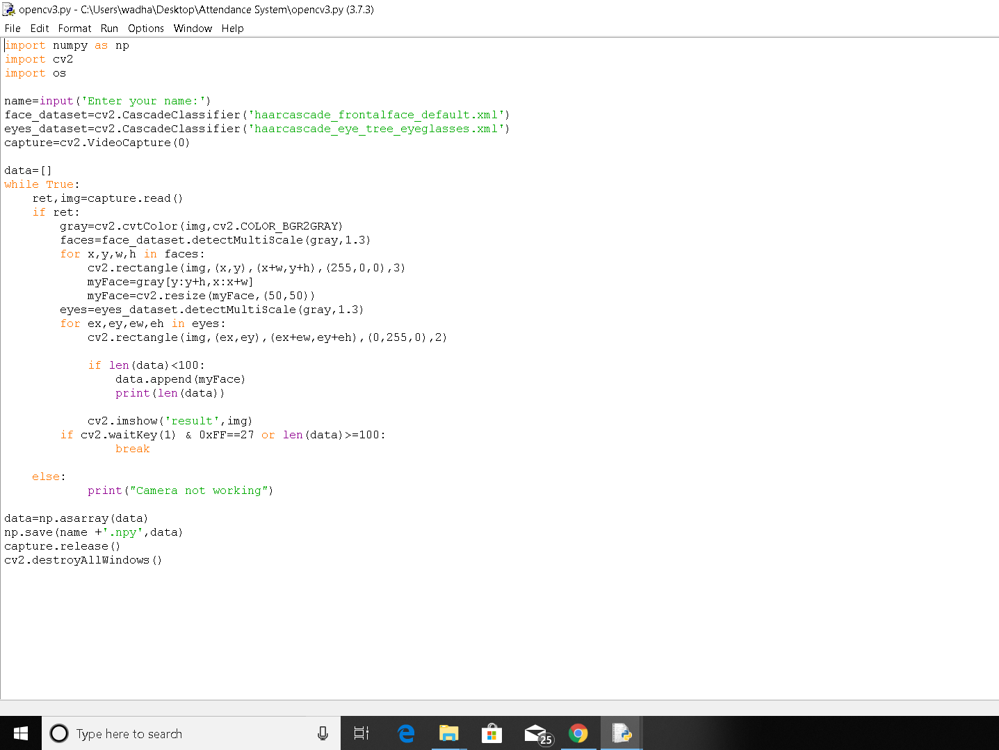 opencv3.py - C:\Users\wadha\Desktop\Attendance System\opencv3.py (3.7.3)
File Edit Format Run Options Window Help
import numpy as np
import cv2
import os

name=input('Enter your name:')
face_dataset=cv2.CascadeClassifier('haarcascade_frontalface_default.xml')
eyes_dataset=cv2.CascadeClassifier('haarcascade_eye_tree_eyeglasses.xml')
capture=cv2.VideoCapture(0)

data=[]
while True:
    ret,img=capture.read()
    if ret:
        gray=cv2.cvtColor(img,cv2.COLOR_BGR2GRAY)
        faces=face_dataset.detectMultiScale(gray,1.3)
        for x,y,w,h in faces:
            cv2.rectangle(img,(x,y),(x+w,y+h),(255,0,0),3)
            myFace=gray[y:y+h,x:x+w]
            myFace=cv2.resize(myFace,(50,50))
        eyes=eyes_dataset.detectMultiScale(gray,1.3)
        for ex,ey,ew,eh in eyes:
            cv2.rectangle(img,(ex,ey),(ex+ew,ey+eh),(0,255,0),2)

            if len(data)<100:
                data.append(myFace)
                print(len(data))

            cv2.imshow('result',img)
        if cv2.waitKey(1) & 0xFF==27 or len(data)>=100:
                break

    else:
            print("Camera not working")

data=np.asarray(data)
np.save(name +'.npy',data)
capture.release()
cv2.destroyAllWindows()
Type here to search
25